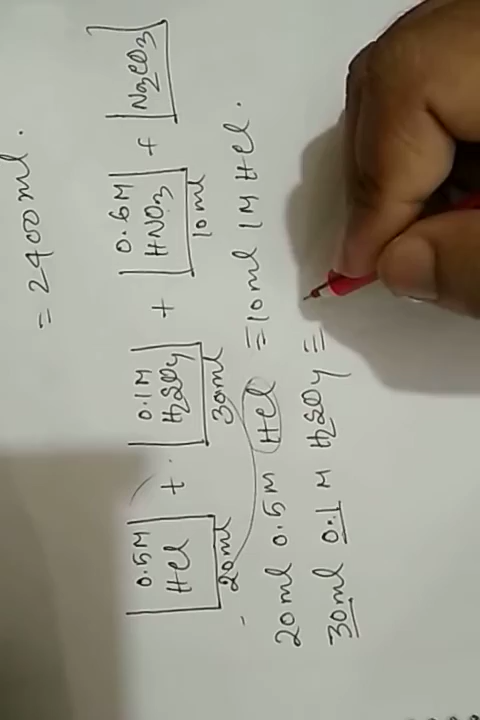 = 2400 ml.
0.5M + 0.1M + 0.6M +
HCl H2SO4 HNO3 Na2CO3
20ml 30ml 10ml
20ml 0.5M HCl ≡ 10ml 1M HCl.
30ml 0.1 M H2SO4 ≡